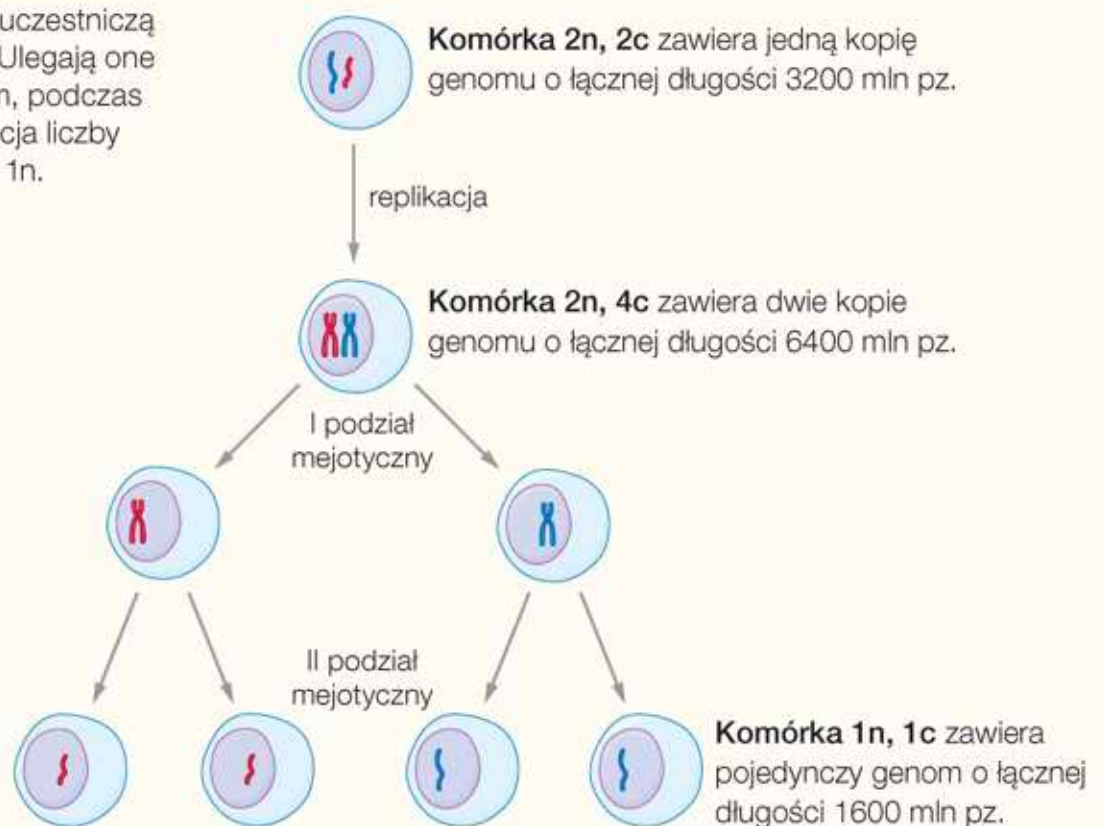 uczestniczą
Ulegają one
podczas
cja liczby
1n.
Komórka 2n, 2c zawiera jedną kopię
genomu o łącznej długości 3200 mln pz.
replikacja
Komórka 2n, 4c zawiera dwie kopie
genomu o łącznej długości 6400 mln pz.
I podział
mejotyczny
II podział
mejotyczny
Komórka 1n, 1c zawiera
pojedynczy genom o łącznej
długości 1600 mln pz.